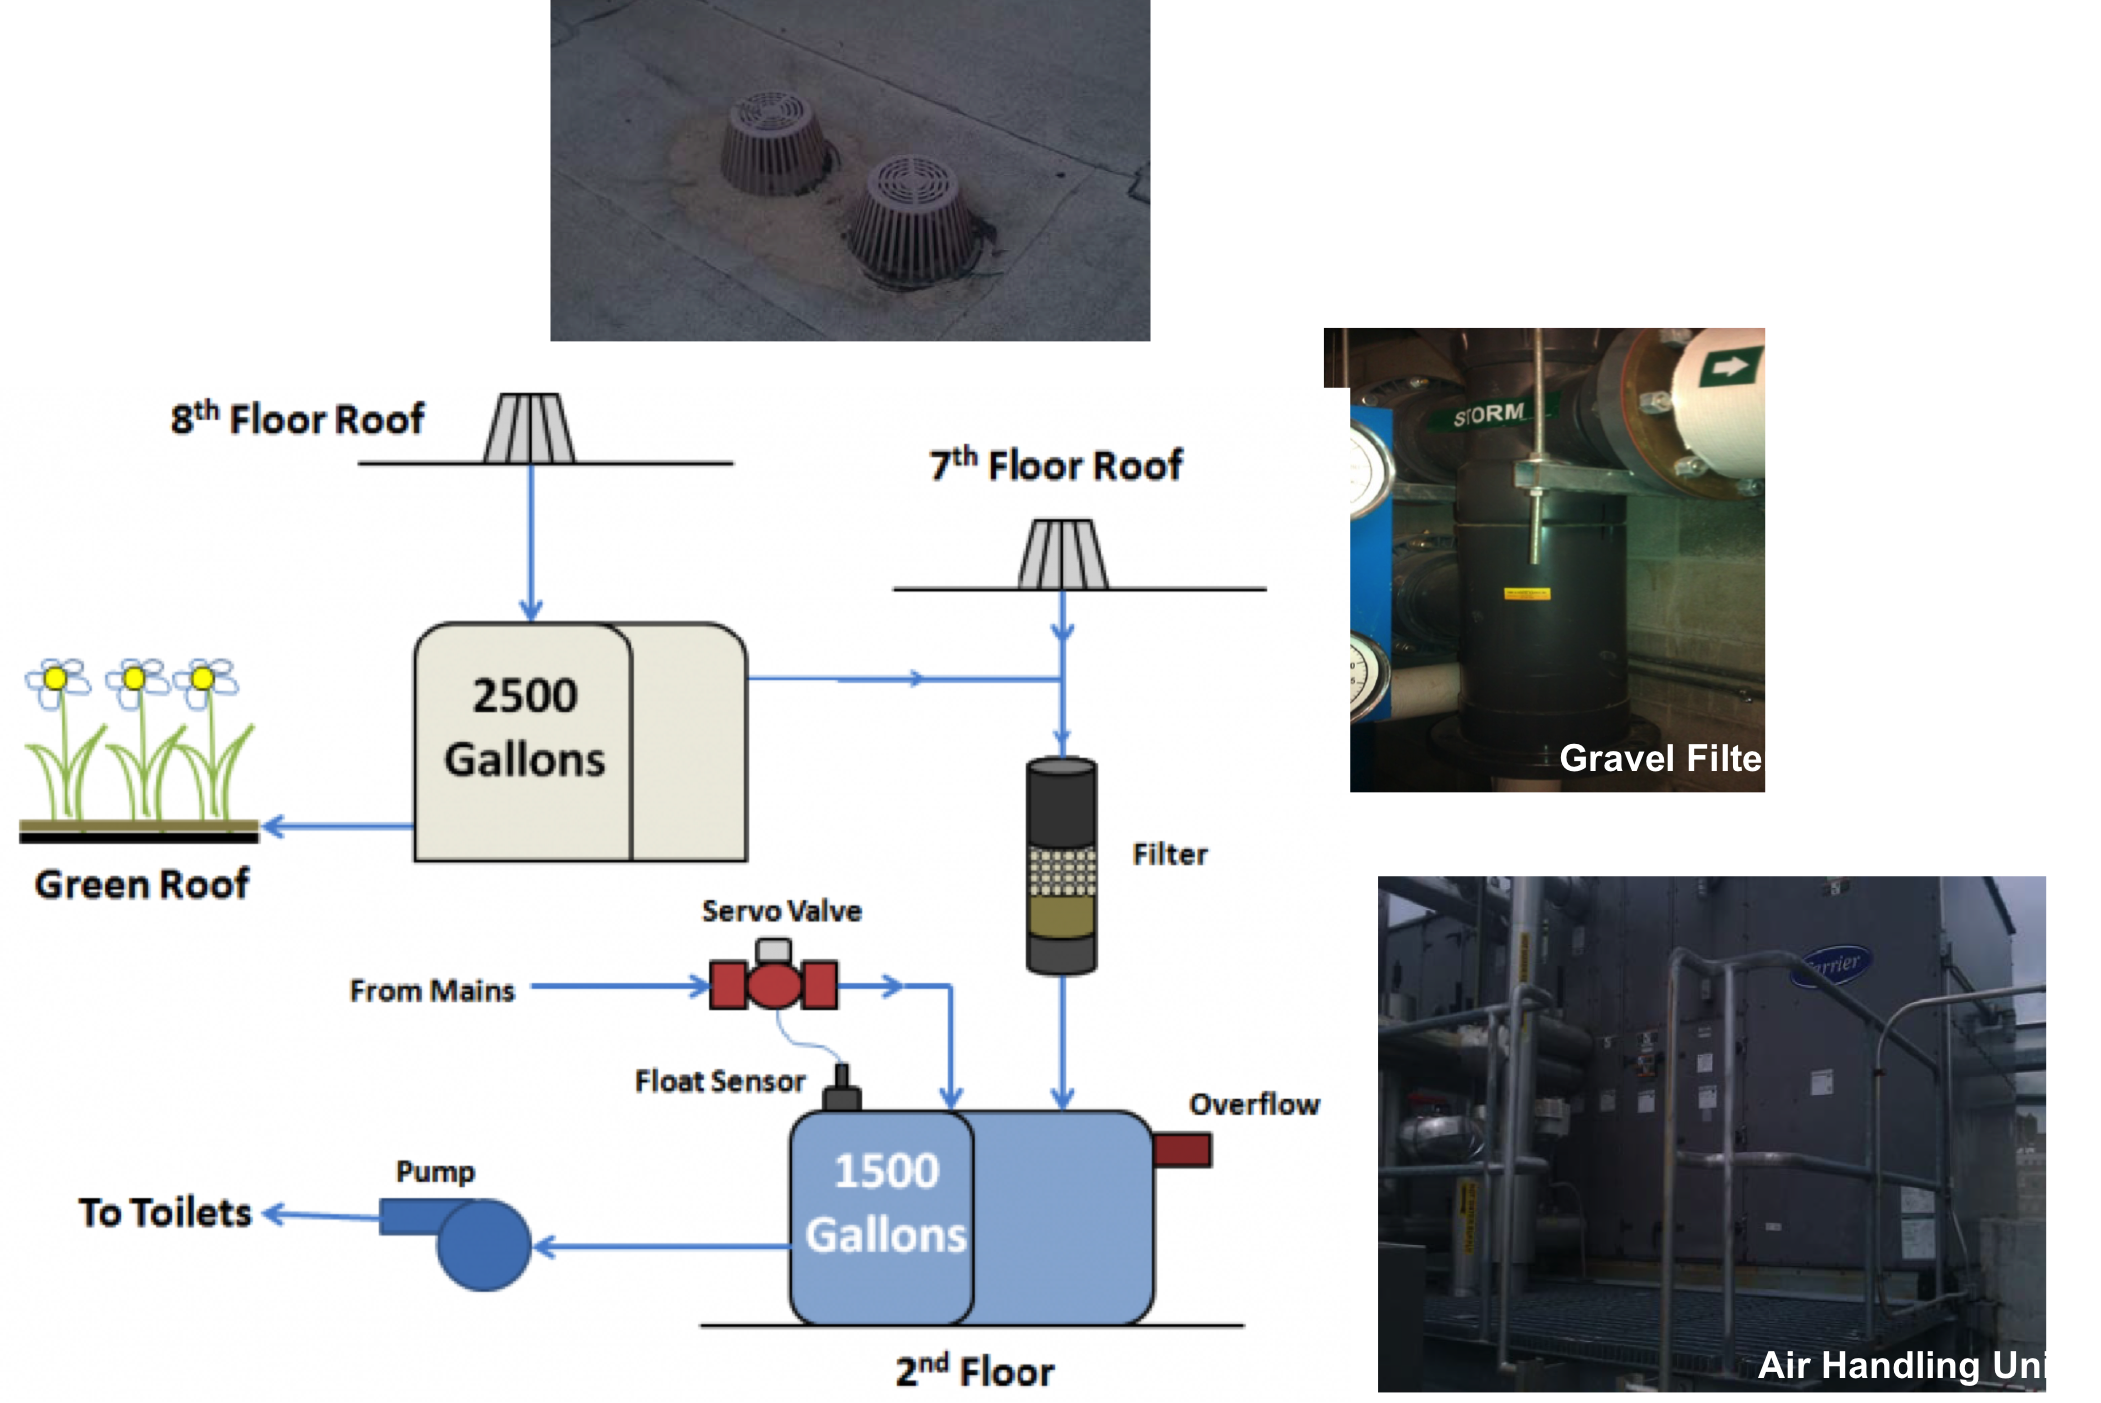 8th Floor Roof
7th Floor Roof
STORM
2500
Gallons
Gravel Filte
Filter
Green Roof
Servo Valve
From Mains
Carrier
Float Sensor
Overflow
Pump
1500
Gallons
To Toilets
2nd Floor
Air Handling Uni